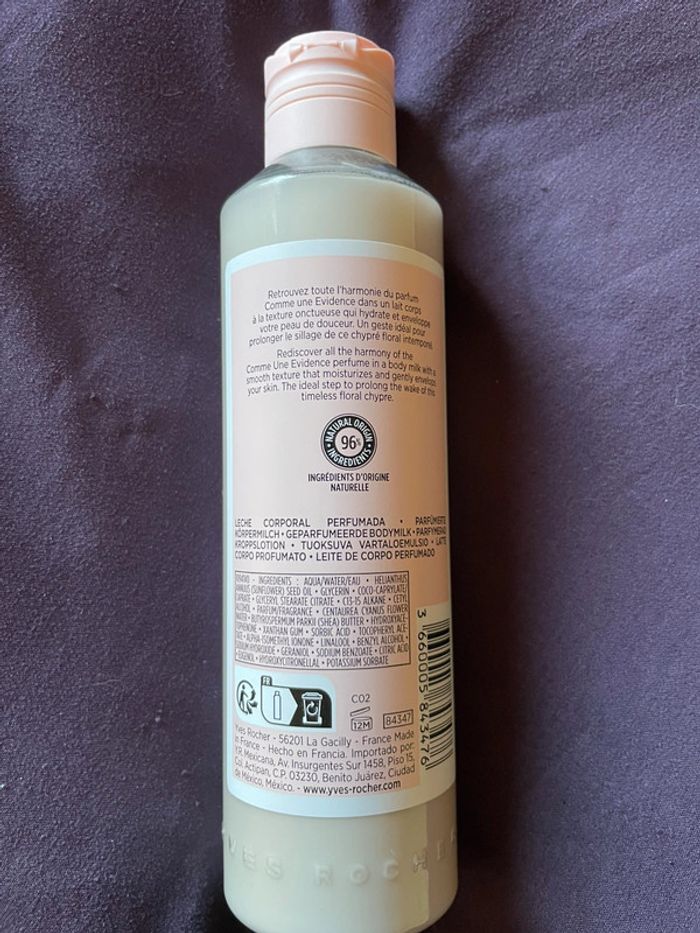 Retrouvez toute l'harmonie du parfum
Comme une Evidence dans un lait corps
à la texture onctueuse qui hydrate et enveloppe
votre peau de douceur. Un geste idéal pour
prolonger le sillage de ce chypré floral intemporel.
Rediscover all the harmony of the
Comme Une Evidence perfume in a body milk with a
smooth texture that moisturizes and gently envelops
your skin. The ideal step to prolong the wake of this
timeless floral chypre.
NATURAL ORIGIN
96%
INGREDIENTS
INGRÉDIENTS D'ORIGINE
NATURELLE
LECHE CORPORAL PERFUMADA • PARFÜMIERTE
KÖRPERMILCH • GEPARFUMEERDE BODYMILK • PARFYMERAD
KROPPSLOTION • TUOKSUVA VARTALOEMULSIO • LATTE
CORPO PROFUMATO • LEITE DE CORPO PERFUMADO
INGREDIENTS : AQUA/WATER/EAU • HELIANTHUS
ANNUUS (SUNFLOWER) SEED OIL • GLYCERIN • COCO-CAPRYLATE/
CAPRATE • GLYCERYL STEARATE CITRATE • C13-15 ALKANE • CETYL
ALCOHOL • PARFUM/FRAGRANCE • CENTAUREA CYANUS FLOWER
WATER • BUTYROSPERMUM PARKII (SHEA) BUTTER • HYDROXYACE-
TOPHENONE • XANTHAN GUM • SORBIC ACID • TOCOPHERYL ACE-
TATE • ALPHA-ISOMETHYL IONONE • LINALOOL • BENZYL ALCOHOL •
SODIUM HYDROXIDE • GERANIOL • SODIUM BENZOATE • CITRIC ACID
• EUGENOL • HYDROXYCITRONELLAL • POTASSIUM SORBATE
FR
C02
12M
84347
3 660005 843476
Yves Rocher - 56201 La Gacilly - France Made
in France - Hecho en Francia. Importado por:
Y.R. Mexicana, Av. Insurgentes Sur 1458, Piso 15,
Col. Actipan, C.P. 03230, Benito Juárez, Ciudad
de México, México. - www.yves-rocher.com
YVES ROCHER